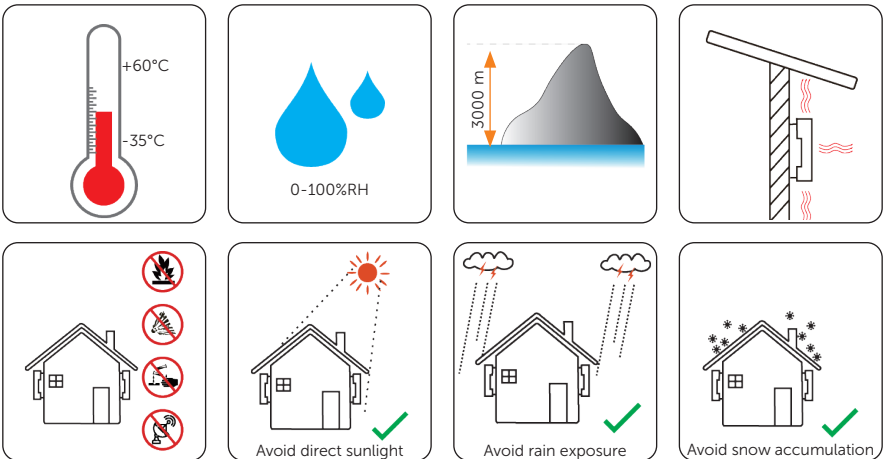 +60°C
-35°C
0-100%RH
3000 m
Avoid direct sunlight
Avoid rain exposure
Avoid snow accumulation